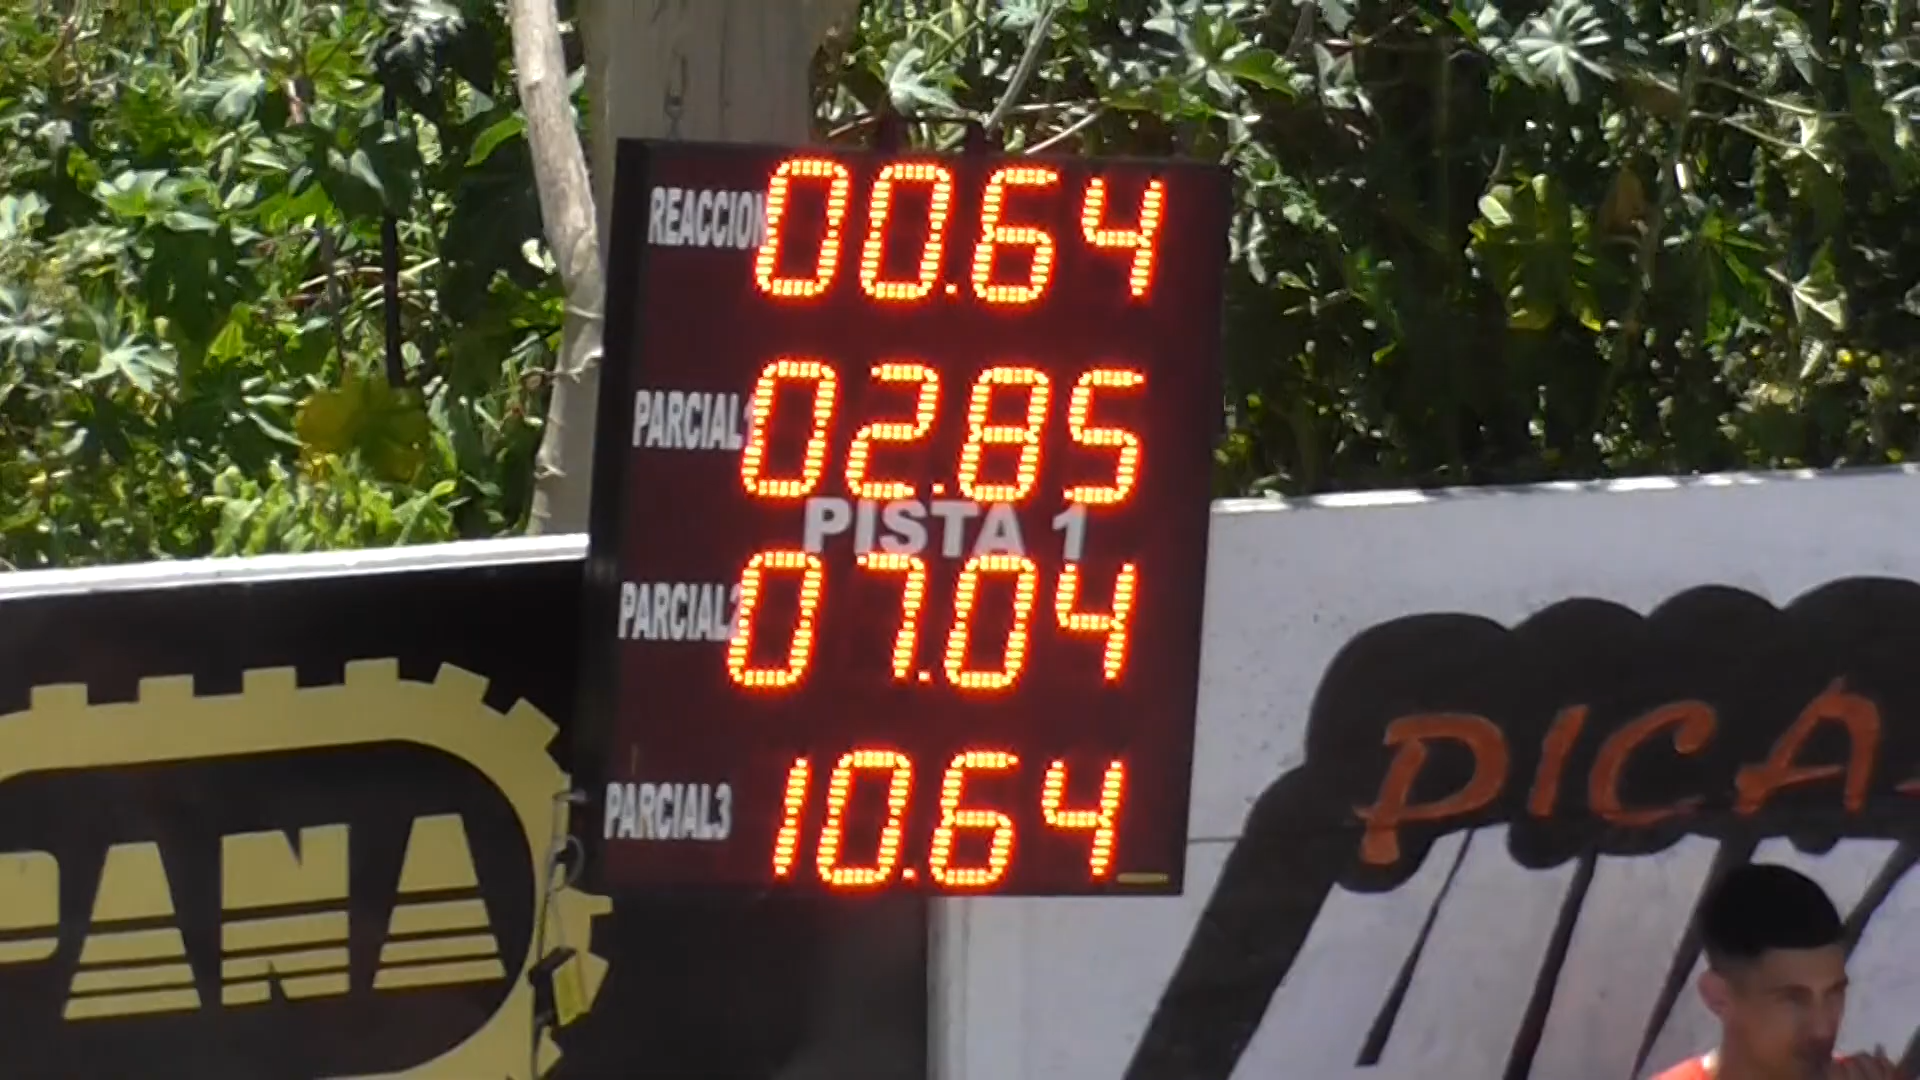 REACCION 00.64
PARCIAL1 02.85
PISTA 1
PARCIAL2 07.04
PARCIAL3 10.64
PANA
PICA